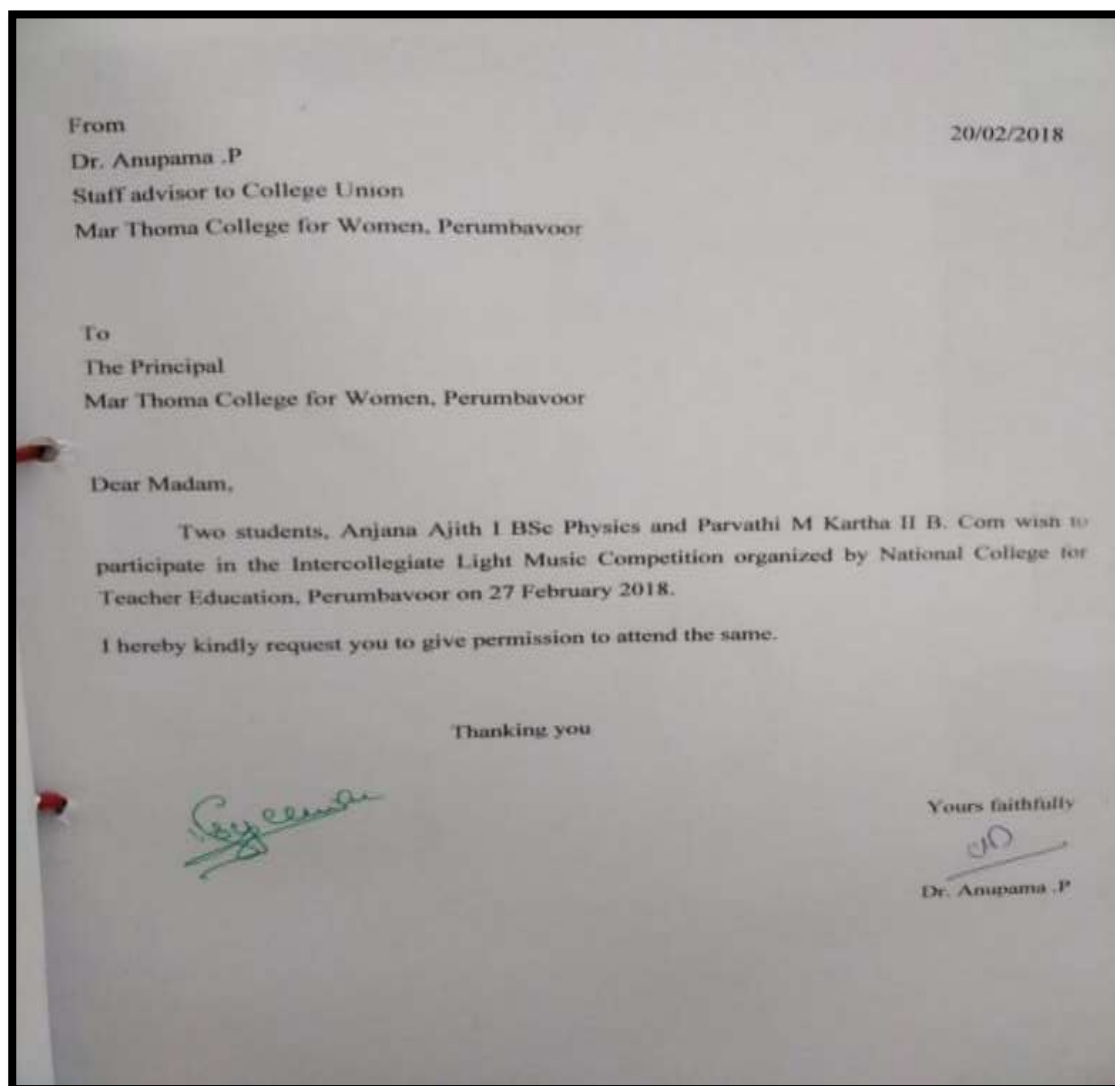 From
20/02/2018
Dr. Anupama .P
Staff advisor to College Union
Mar Thoma College for Women, Perumbavoor
To
The Principal
Mar Thoma College for Women, Perumbavoor
Dear Madam,
Two students, Anjana Ajith I BSc Physics and Parvathi M Kartha II B. Com wish to
participate in the Intercollegiate Light Music Competition organized by National College for
Teacher Education, Perumbavoor on 27 February 2018.
I hereby kindly request you to give permission to attend the same.
Thanking you
Yours faithfully
Dr. Anupama .P